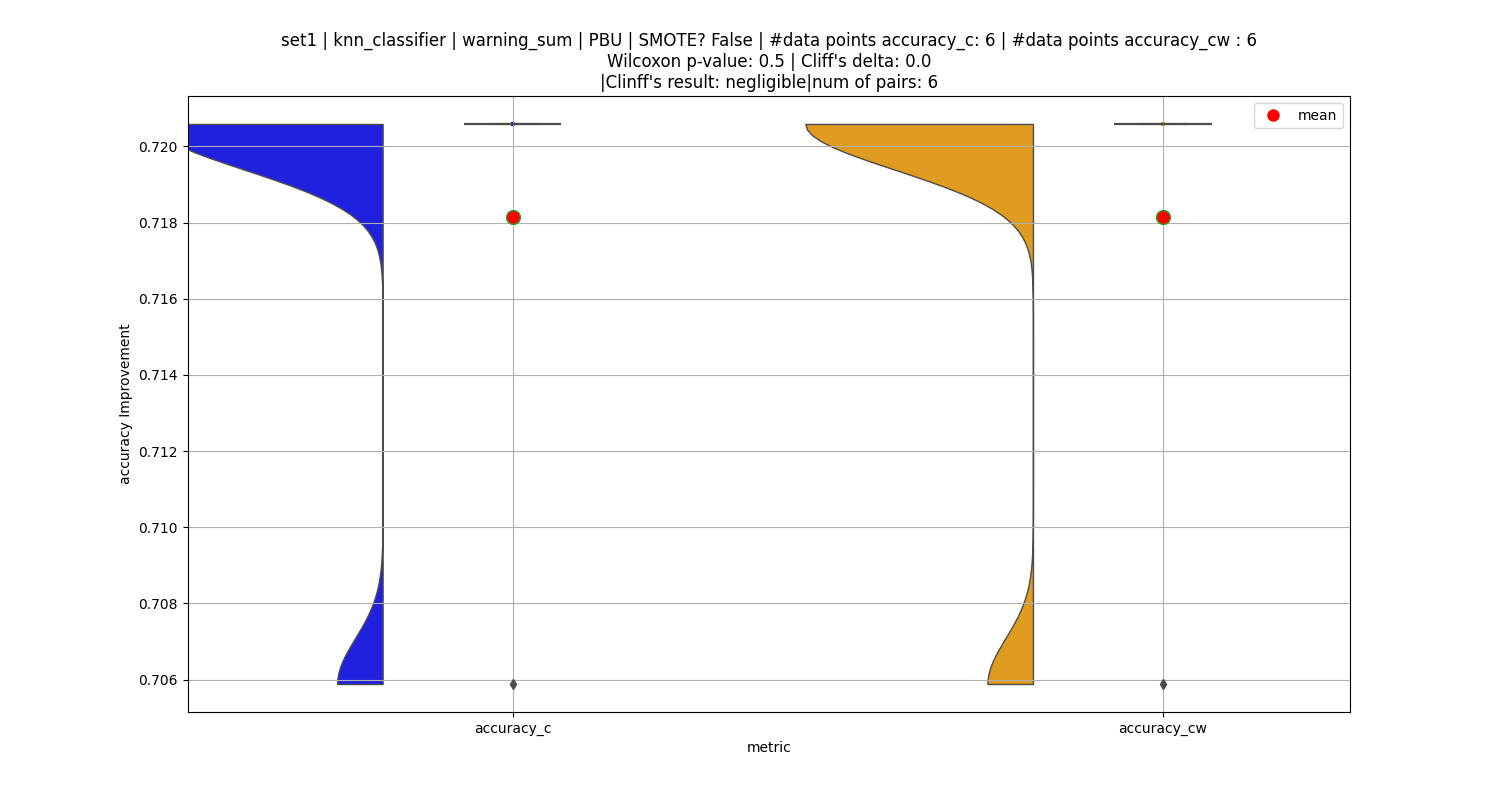 set1 | knn_classifier | warning_sum | PBU | SMOTE? False | #data points accuracy_c: 6 | #data points accuracy_cw : 6
Wilcoxon p-value: 0.5 | Cliff's delta: 0.0
|Clinff's result: negligible|num of pairs: 6
mean
0.720
0.718
0.716
0.714
0.712
0.710
0.708
0.706
accuracy Improvement
accuracy_c
accuracy_cw
metric